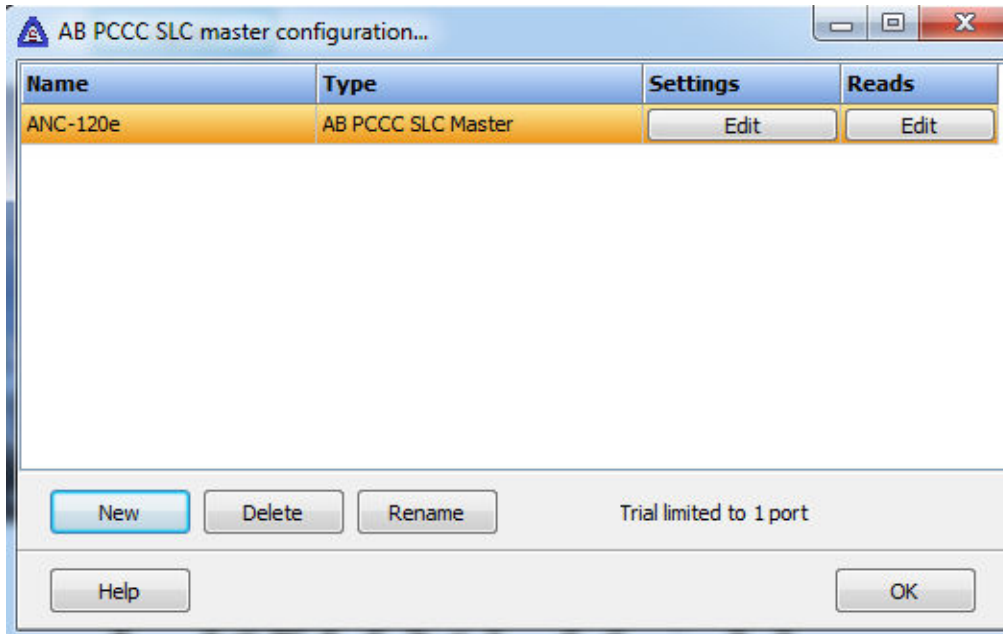 AB PCCC SLC master configuration...
Name Type Settings Reads
ANC-120e AB PCCC SLC Master Edit Edit
New Delete Rename Trial limited to 1 port
Help OK